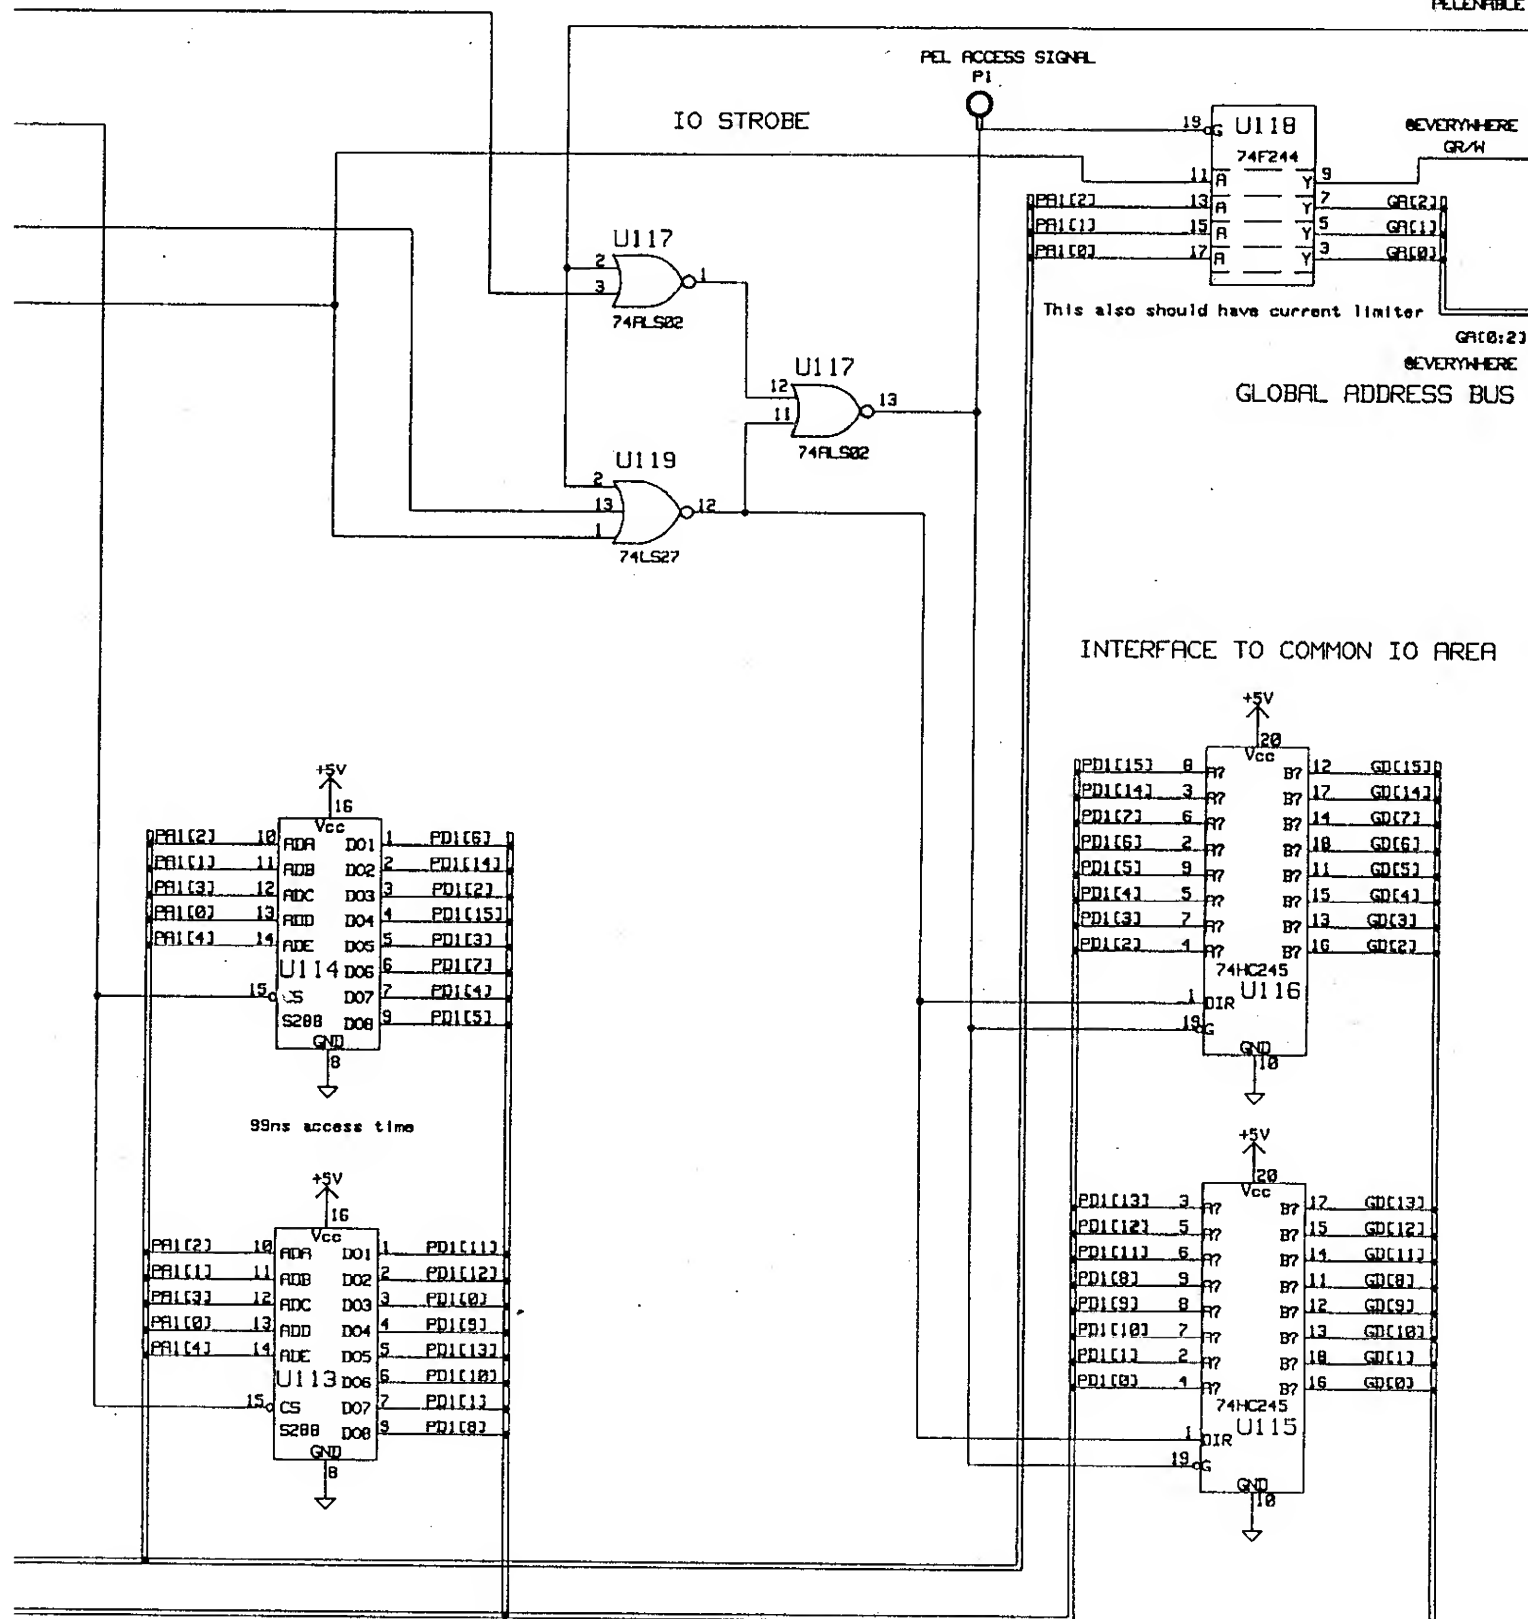 PELENABLE
PEL ACCESS SIGNAL
P1
IO STROBE
19 G U118
74F244
@EVERYWHERE
GR/W
11 A Y 9
PA1[2] 13 A Y 7 GA[2]
PA1[1] 15 A Y 5 GA[1]
PA1[0] 17 A Y 3 GA[0]
This also should have current limiter
GA[0:2]
@EVERYWHERE
GLOBAL ADDRESS BUS
U117
2
3
1
74ALS02
U117
12
11
13
74ALS02
U119
2
13
1
12
74LS27
INTERFACE TO COMMON IO AREA
+5V
20
Vcc
PD1[15] 8 A? B? 12 GD[15]
PD1[14] 3 A? B? 17 GD[14]
PD1[7] 6 A? B? 14 GD[7]
PD1[6] 2 A? B? 18 GD[6]
PD1[5] 9 A? B? 11 GD[5]
PD1[4] 5 A? B? 15 GD[4]
PD1[3] 7 A? B? 13 GD[3]
PD1[2] 4 A? B? 16 GD[2]
74HC245
U116
1 DIR
19 G
GND
10
+5V
16
Vcc
PA1[2] 10 ADA DO1 1 PD1[6]
PA1[1] 11 ADB DO2 2 PD1[14]
PA1[3] 12 ADC DO3 3 PD1[2]
PA1[0] 13 ADD DO4 4 PD1[15]
PA1[4] 14 ADE DO5 5 PD1[3]
U114 DO6 6 PD1[7]
15 CS DO7 7 PD1[4]
S288 DO8 9 PD1[5]
GND
8
99ns access time
+5V
16
Vcc
PA1[2] 10 ADA DO1 1 PD1[11]
PA1[1] 11 ADB DO2 2 PD1[12]
PA1[3] 12 ADC DO3 3 PD1[0]
PA1[0] 13 ADD DO4 4 PD1[9]
PA1[4] 14 ADE DO5 5 PD1[13]
U113 DO6 6 PD1[10]
15 CS DO7 7 PD1[1]
S288 DO8 9 PD1[8]
GND
8
+5V
20
Vcc
PD1[13] 3 A? B? 17 GD[13]
PD1[12] 5 A? B? 15 GD[12]
PD1[11] 6 A? B? 14 GD[11]
PD1[8] 9 A? B? 11 GD[8]
PD1[9] 8 A? B? 12 GD[9]
PD1[10] 7 A? B? 13 GD[10]
PD1[1] 2 A? B? 18 GD[1]
PD1[0] 4 A? B? 16 GD[0]
74HC245
U115
1 DIR
19 G
GND
10